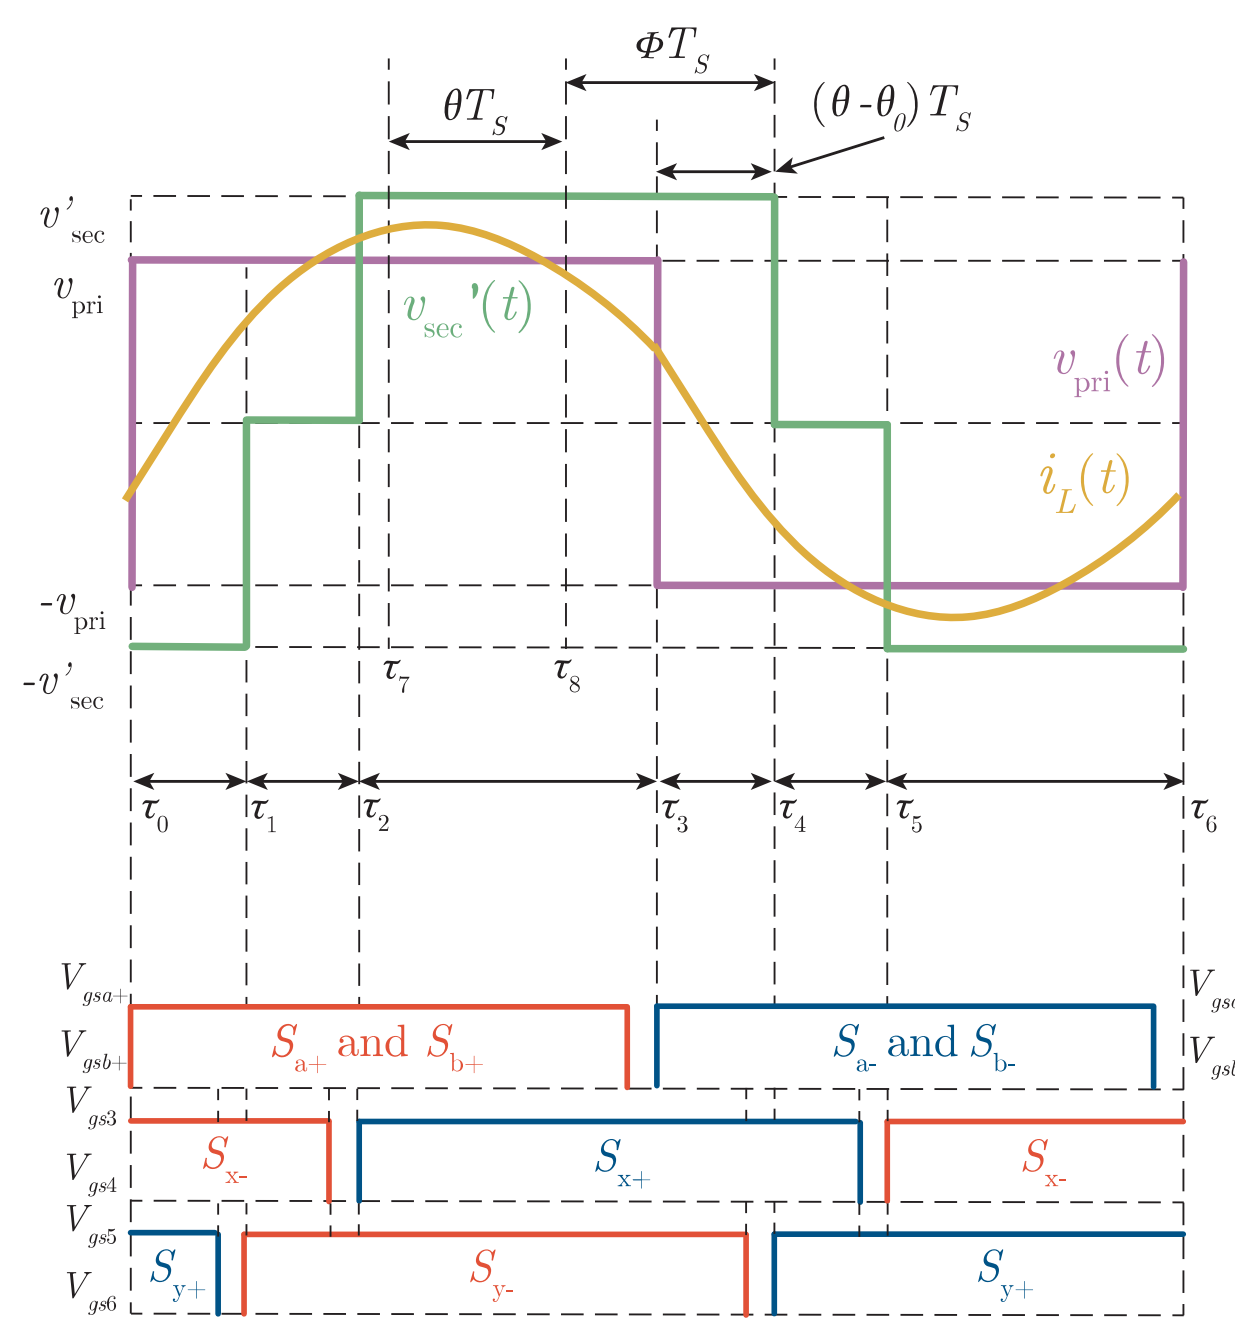 ΦT_S
θT_S
(θ-θ_0)T_S
v'_sec
v_pri
v_sec'(t)
v_pri(t)
i_L(t)
-v_pri
-v'_sec
τ_7 τ_8
τ_0 τ_1 τ_2 τ_3 τ_4 τ_5 τ_6
V_gsa+
V_gsb+
S_a+ and S_b+
S_a- and S_b-
V_gs3
V_gs4
S_x- S_x+ S_x-
V_gs5
V_gs6
S_y+ S_y- S_y+